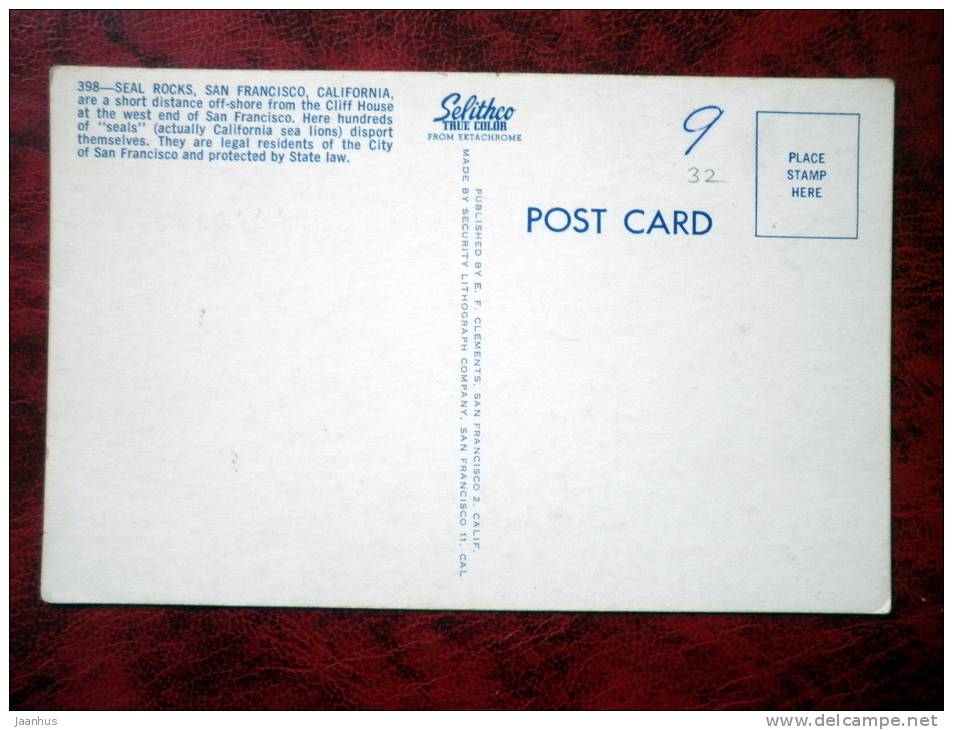 398—SEAL ROCKS, SAN FRANCISCO, CALIFORNIA,
are a short distance off-shore from the Cliff House
at the west end of San Francisco. Here hundreds
of "seals" (actually California sea lions) disport
themselves. They are legal residents of the City
of San Francisco and protected by State law.
Selithco
TRUE COLOR
FROM EKTACHROME
PUBLISHED BY E. F. CLEMENTS, SAN FRANCISCO 2, CALIF.
MADE BY SECURITY LITHOGRAPH COMPANY, SAN FRANCISCO 11, CAL
9
32
POST CARD
PLACE
STAMP
HERE
Jaanhus
www.delcampe.net